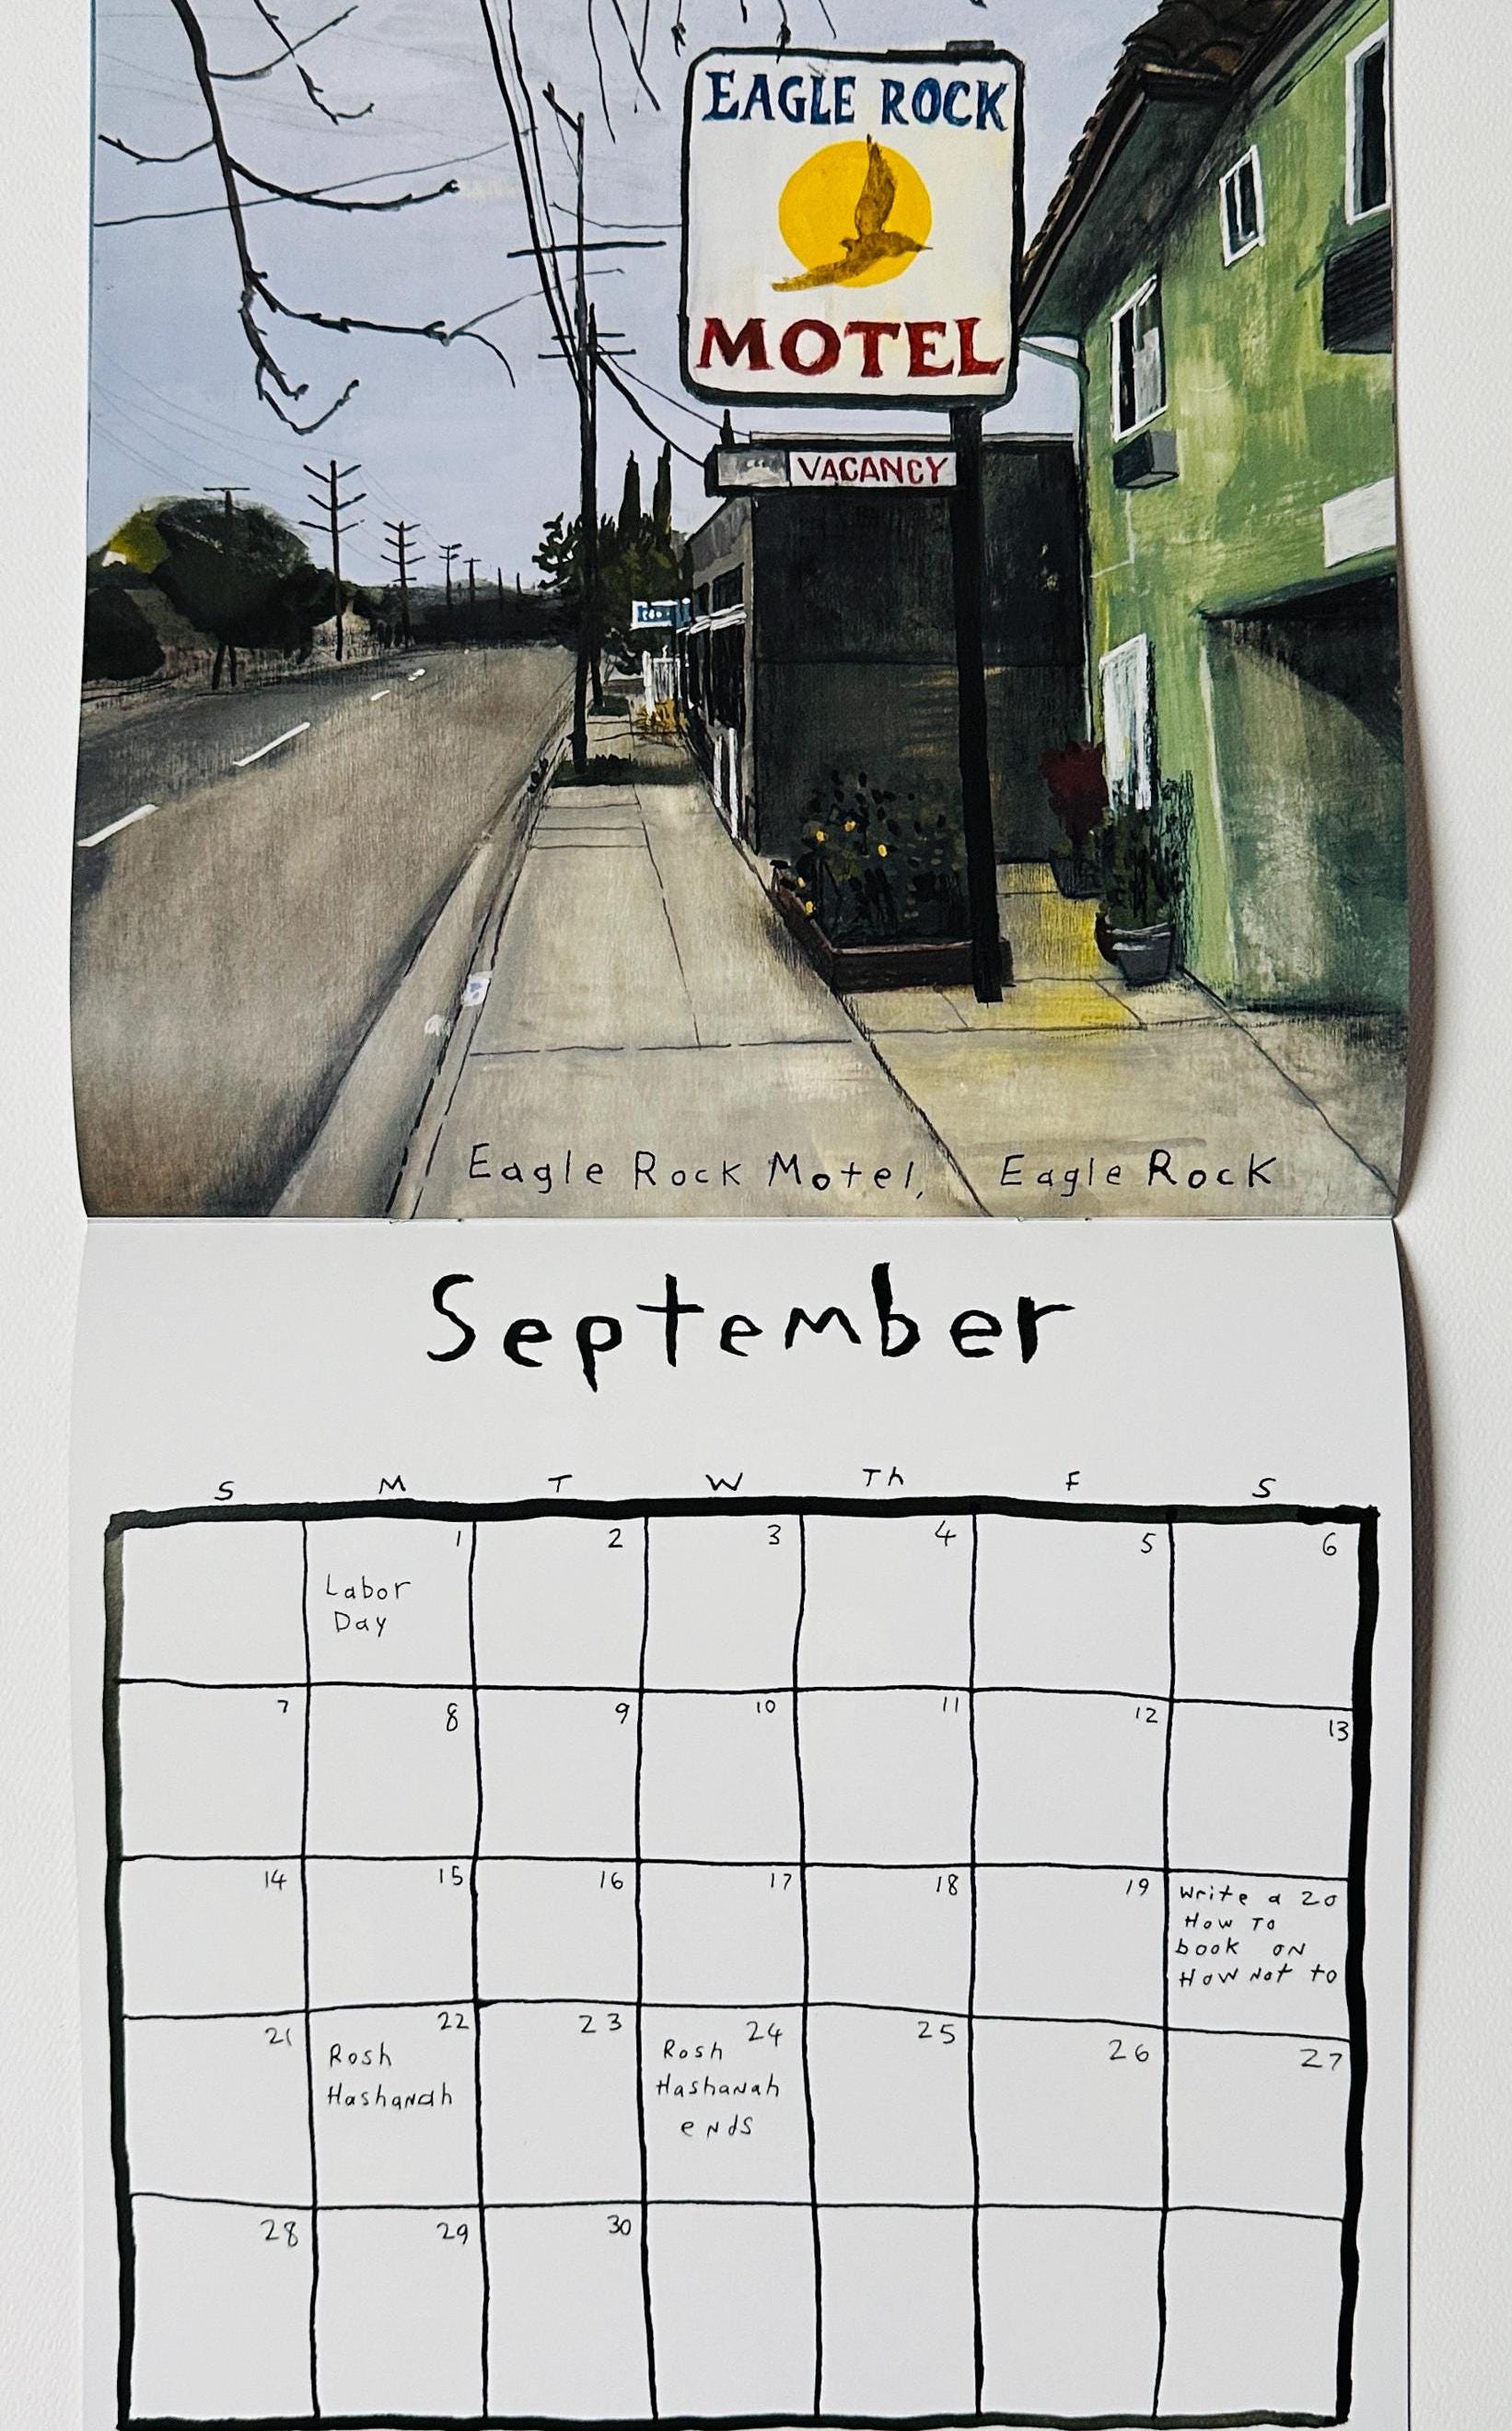 EAGLE ROCK
MOTEL
VACANCY
Eagle Rock Motel, Eagle Rock
September
S M T W Th F S
1 2 3 4 5 6
Labor
Day
7 8 9 10 11 12 13
14 15 16 17 18 19 20
Write a
How To
book on
How Not to
21 22 23 24 25 26 27
Rosh
Hashanah
Rosh
Hashanah
ends
28 29 30